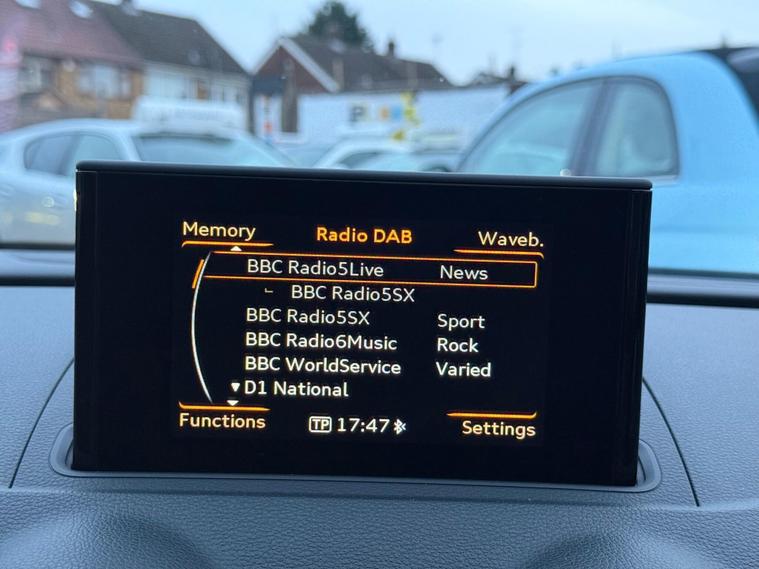 Memory Radio DAB Waveb.
BBC Radio5Live News
BBC Radio5SX
BBC Radio5SX Sport
BBC Radio6Music Rock
BBC WorldService Varied
D1 National
Functions TP 17:47 Settings